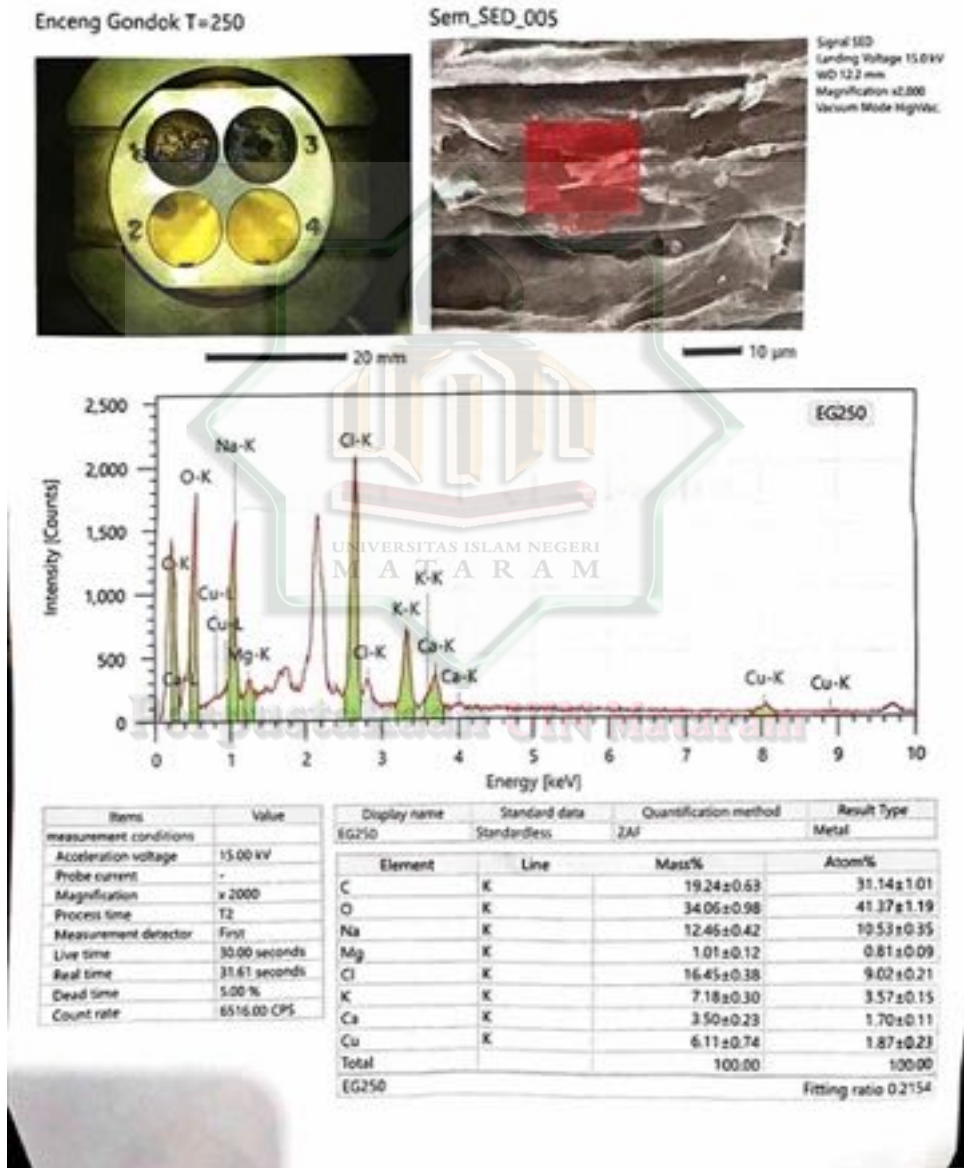 Enceng Gondok T=250
Sem_SED_005
Signal SED
Landing Voltage 15.0 kV
WD 12.2 mm
Magnification x2,000
Vacuum Mode HighVac.
1
3
2
4
20 mm
10 µm
EG250
Intensity [Counts]
2,500
2,000
1,500
1,000
500
0
Na-K
Cl-K
O-K
Cu-L
Cu-L
Mg-K
Cl-K
K-K
K-K
Ca-K
Ca-K
Cu-K
Cu-K
UNIVERSITAS ISLAM NEGERI
MATARAM
Perpustakaan UIN Mataram
0 1 2 3 4 5 6 7 8 9 10
Energy [keV]
Items Value
measurement conditions
Acceleration voltage 15.00 kV
Probe current -
Magnification x 2000
Process time T2
Measurement detector First
Live time 30.00 seconds
Real time 31.61 seconds
Dead time 5.00 %
Count rate 6516.00 CPS
Display name Standard data Quantification method Result Type
EG250 Standardless ZAF Metal
Element Line Mass% Atom%
C K 19.24±0.63 31.14±1.01
O K 34.06±0.98 41.37±1.19
Na K 12.46±0.42 10.53±0.35
Mg K 1.01±0.12 0.81±0.09
Cl K 16.45±0.38 9.02±0.21
K K 7.18±0.30 3.57±0.15
Ca K 3.50±0.23 1.70±0.11
Cu K 6.11±0.74 1.87±0.23
Total 100.00 100.00
EG250 Fitting ratio 0.2154